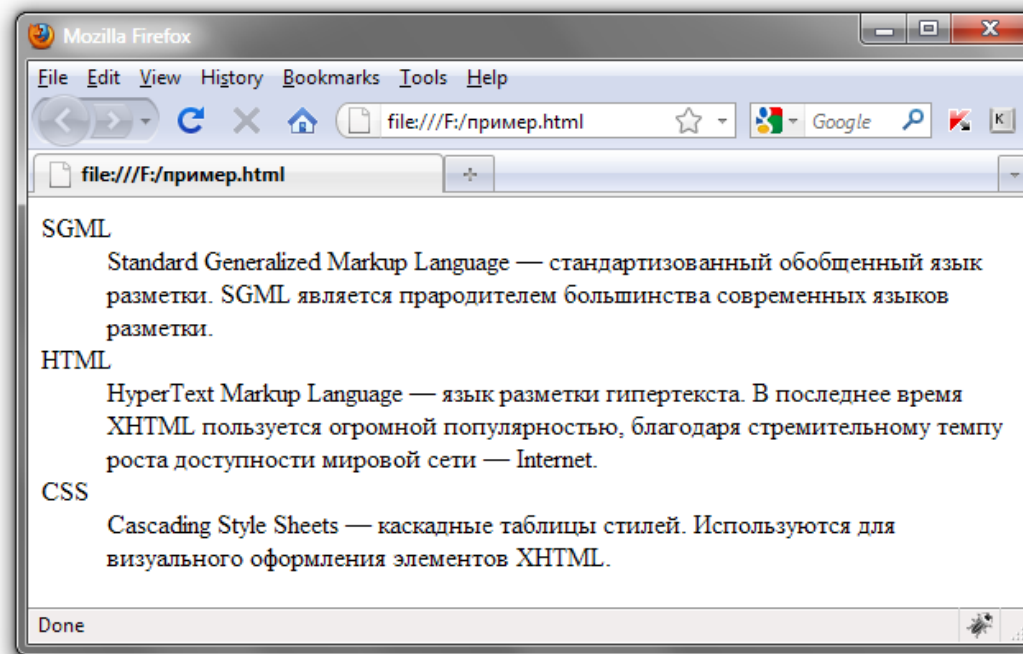 Mozilla Firefox
File Edit View History Bookmarks Tools Help
file:///F:/пример.html Google
file:///F:/пример.html
SGML
Standard Generalized Markup Language — стандартизованный обобщенный язык
разметки. SGML является прародителем большинства современных языков
разметки.
HTML
HyperText Markup Language — язык разметки гипертекста. В последнее время
XHTML пользуется огромной популярностью, благодаря стремительному темпу
роста доступности мировой сети — Internet.
CSS
Cascading Style Sheets — каскадные таблицы стилей. Используются для
визуального оформления элементов XHTML.
Done